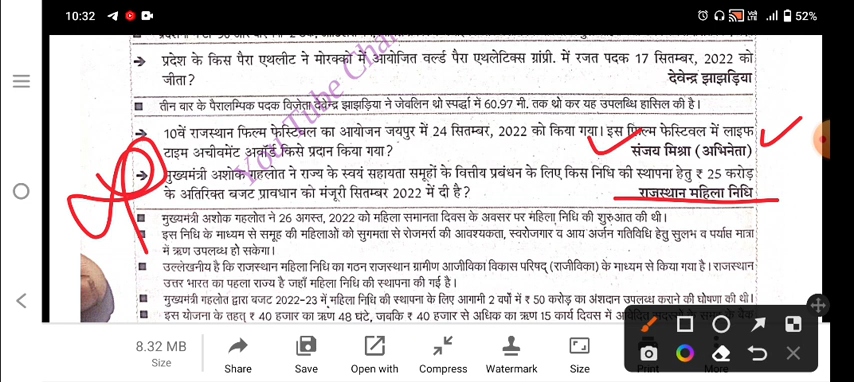 10:32
52%
➔ प्रदेश के किस पैरा एथलीट ने मोरक्को में आयोजित वर्ल्ड पैरा एथलेटिक्स ग्रांप्री. में रजत पदक 17 सितम्बर, 2022 को
जीता? देवेन्द्र झाझड़िया
■ तीन बार के पैरालम्पिक पदक विजेता देवेन्द्र झाझड़िया ने जेवलिन थ्रो स्पर्द्धा में 60.97 मी. तक थ्रो कर यह उपलब्धि हासिल की है।
➔ 10वें राजस्थान फिल्म फेस्टिवल का आयोजन जयपुर में 24 सितम्बर, 2022 को किया गया। इस फिल्म फेस्टिवल में लाइफ
टाइम अचीवमेंट अवॉर्ड किसे प्रदान किया गया? संजय मिश्रा (अभिनेता)
➔ मुख्यमंत्री अशोक गहलोत ने राज्य के स्वयं सहायता समूहों के वित्तीय प्रबंधन के लिए किस निधि की स्थापना हेतु ₹ 25 करोड़
के अतिरिक्त बजट प्रावधान को मंजूरी सितम्बर 2022 में दी है? राजस्थान महिला निधि
■ मुख्यमंत्री अशोक गहलोत ने 26 अगस्त, 2022 को महिला समानता दिवस के अवसर पर महिला निधि की शुरुआत की थी।
■ इस निधि के माध्यम से समूह की महिलाओं को सुगमता से रोजमर्रा की आवश्यकता, स्वरोजगार व आय अर्जन गतिविधि हेतु सुलभ व पर्याप्त मात्रा
में ऋण उपलब्ध हो सकेगा।
■ उल्लेखनीय है कि राजस्थान महिला निधि का गठन राजस्थान ग्रामीण आजीविका विकास परिषद् (राजीविका) के माध्यम से किया गया है। राजस्थान
उत्तर भारत का पहला राज्य है जहाँ महिला निधि की स्थापना की गई है।
■ मुख्यमंत्री गहलोत द्वारा बजट 2022-23 में महिला निधि की स्थापना के लिए आगामी 2 वर्षों में ₹ 50 करोड़ का अंशदान उपलब्ध कराने की घोषणा की थी।
■ इस योजना के तहत् ₹ 40 हजार का ऋण 48 घंटे, जबकि ₹ 40 हजार से अधिक का ऋण 15 कार्य दिवस में
You Tube Chan
8.32 MB
Size
Share
Save
Open with
Compress
Watermark
Size
Print
More